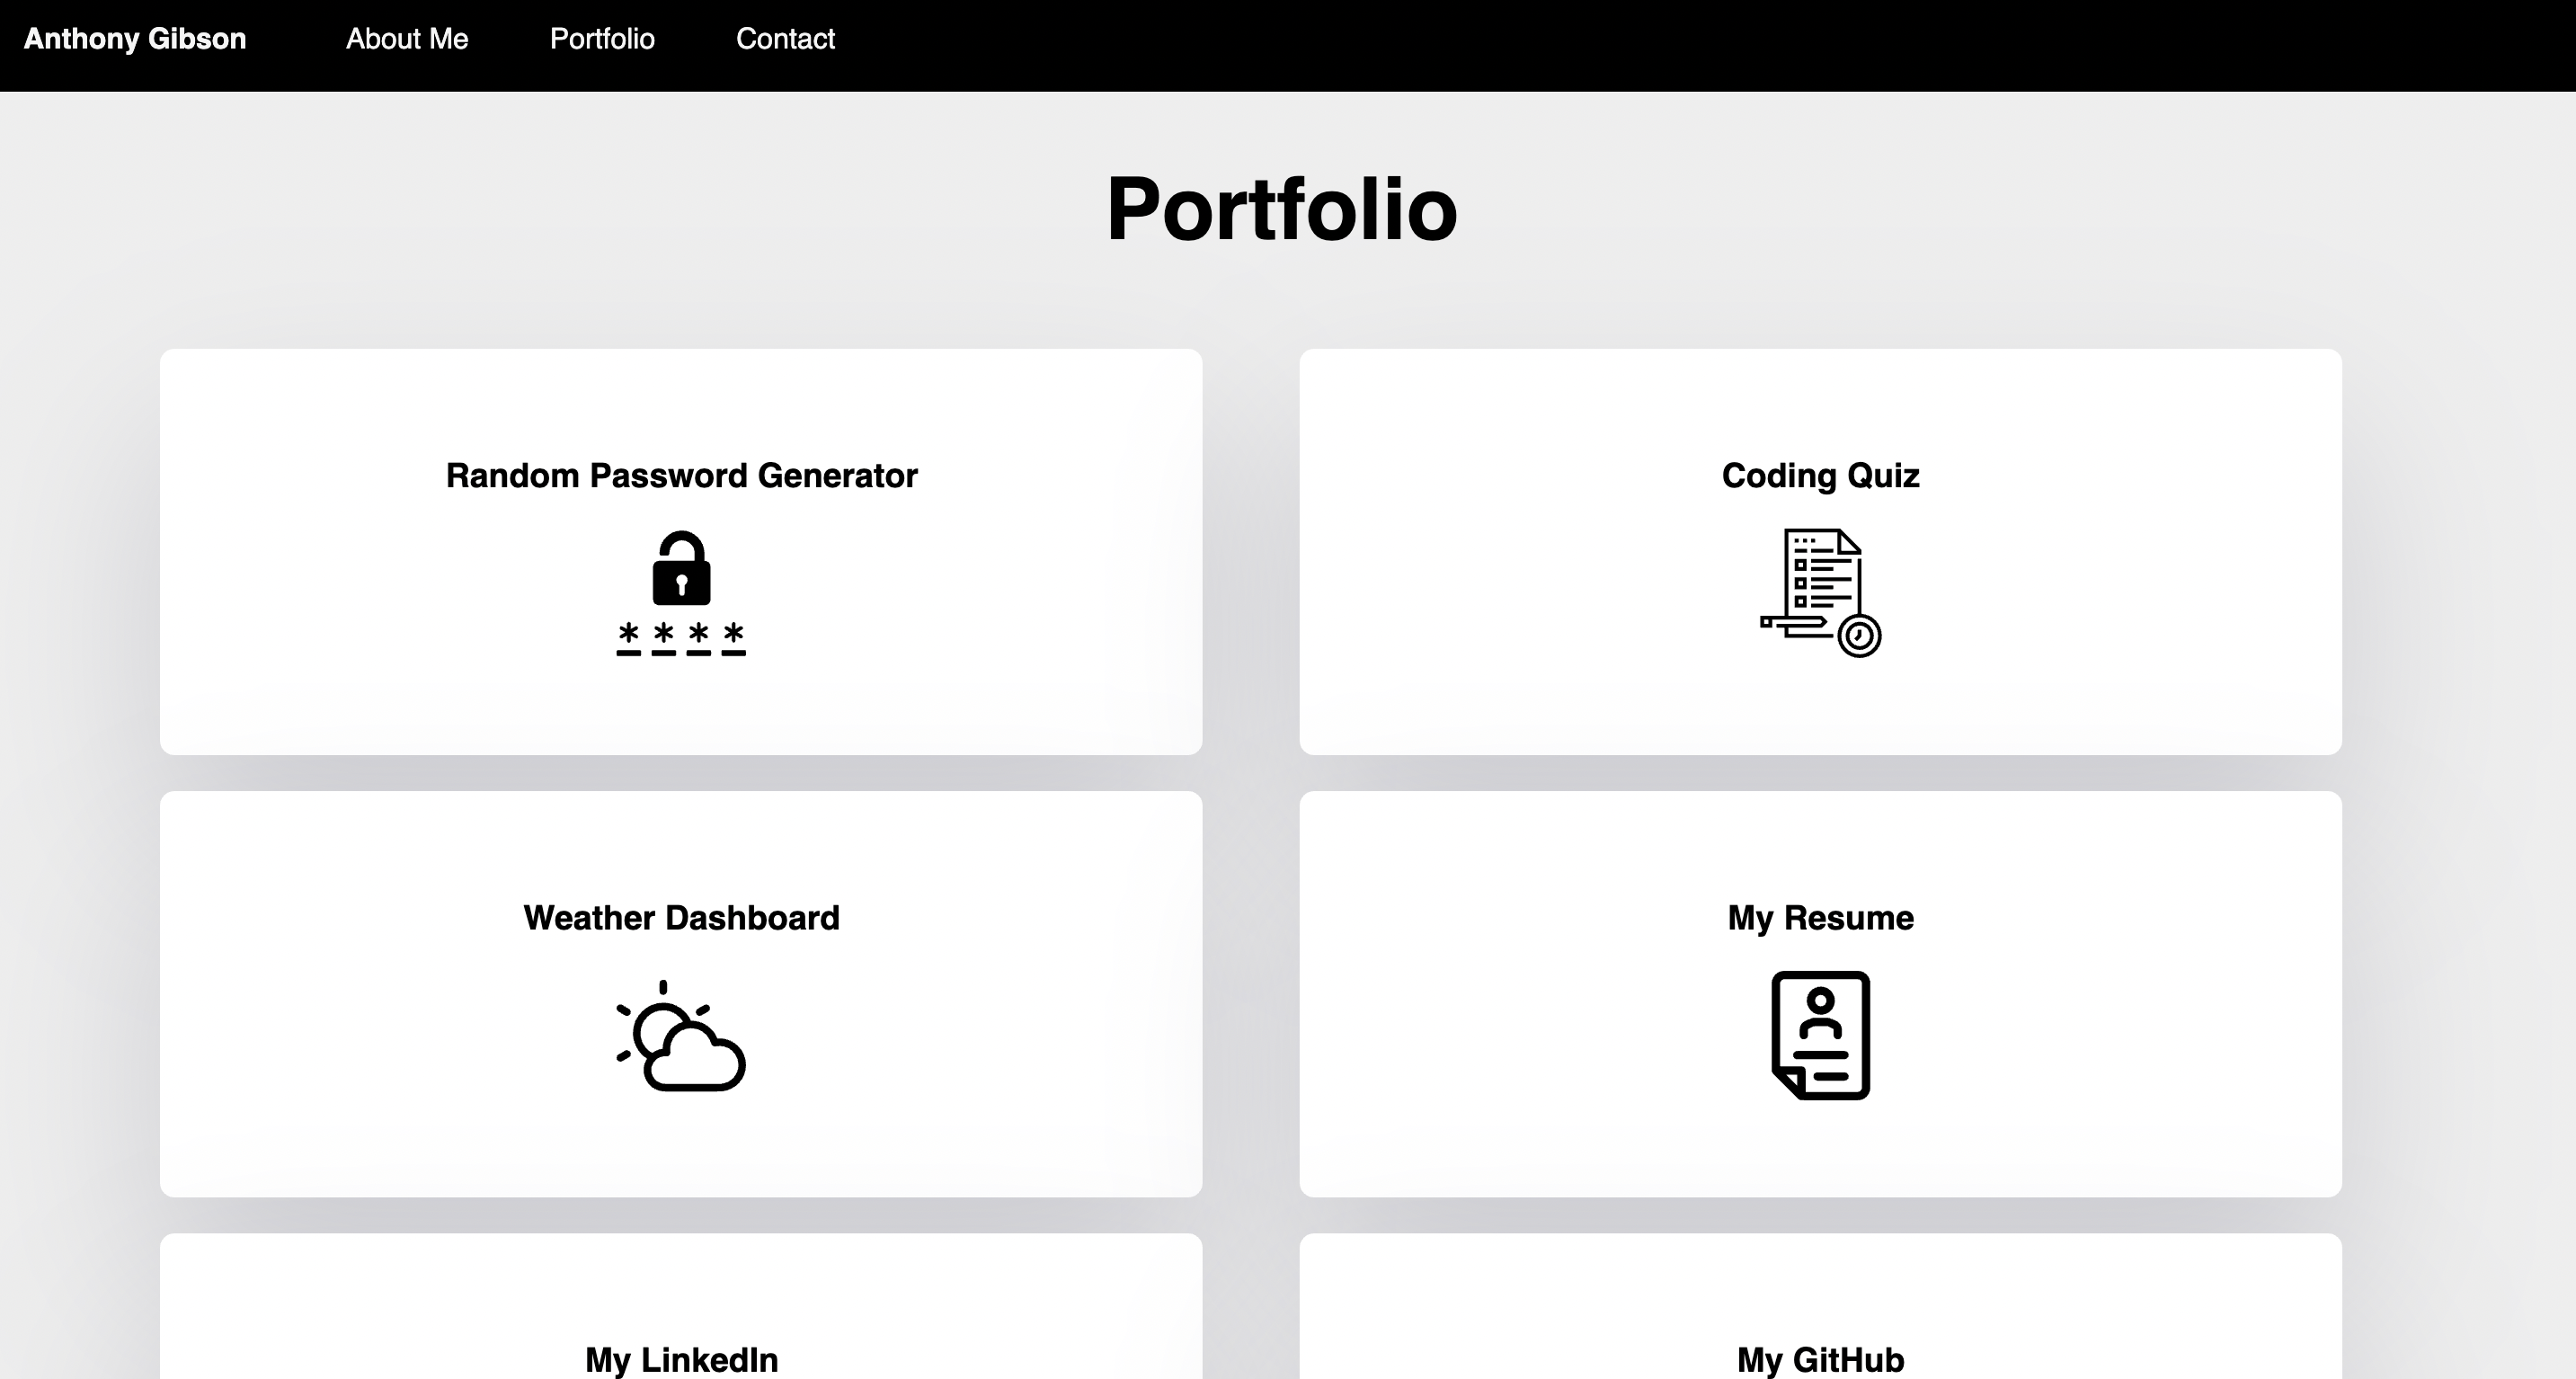 Anthony Gibson About Me Portfolio Contact
Portfolio
Random Password Generator
Coding Quiz
* * * *
Weather Dashboard
My Resume
My LinkedIn
My GitHub